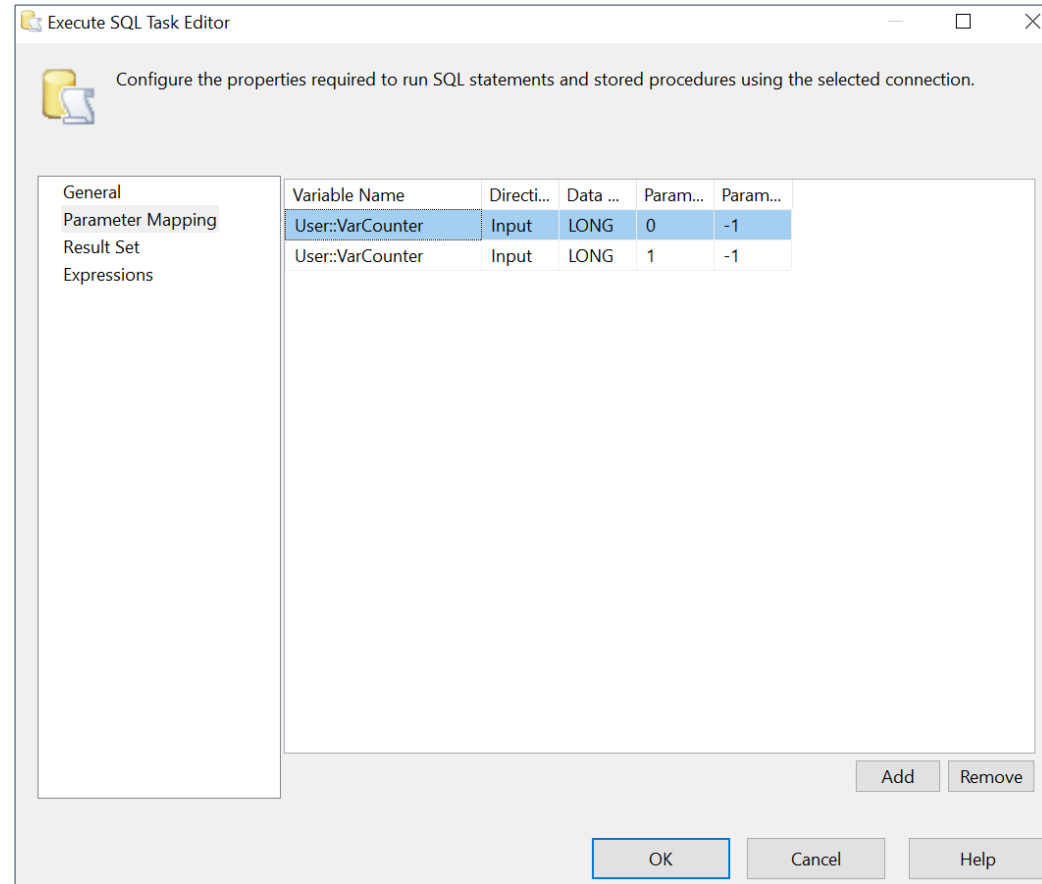 Execute SQL Task Editor
Configure the properties required to run SQL statements and stored procedures using the selected connection.
General
Parameter Mapping
Result Set
Expressions
Variable Name Directi... Data ... Param... Param...
User::VarCounter Input LONG 0 -1
User::VarCounter Input LONG 1 -1
Add Remove
OK Cancel Help